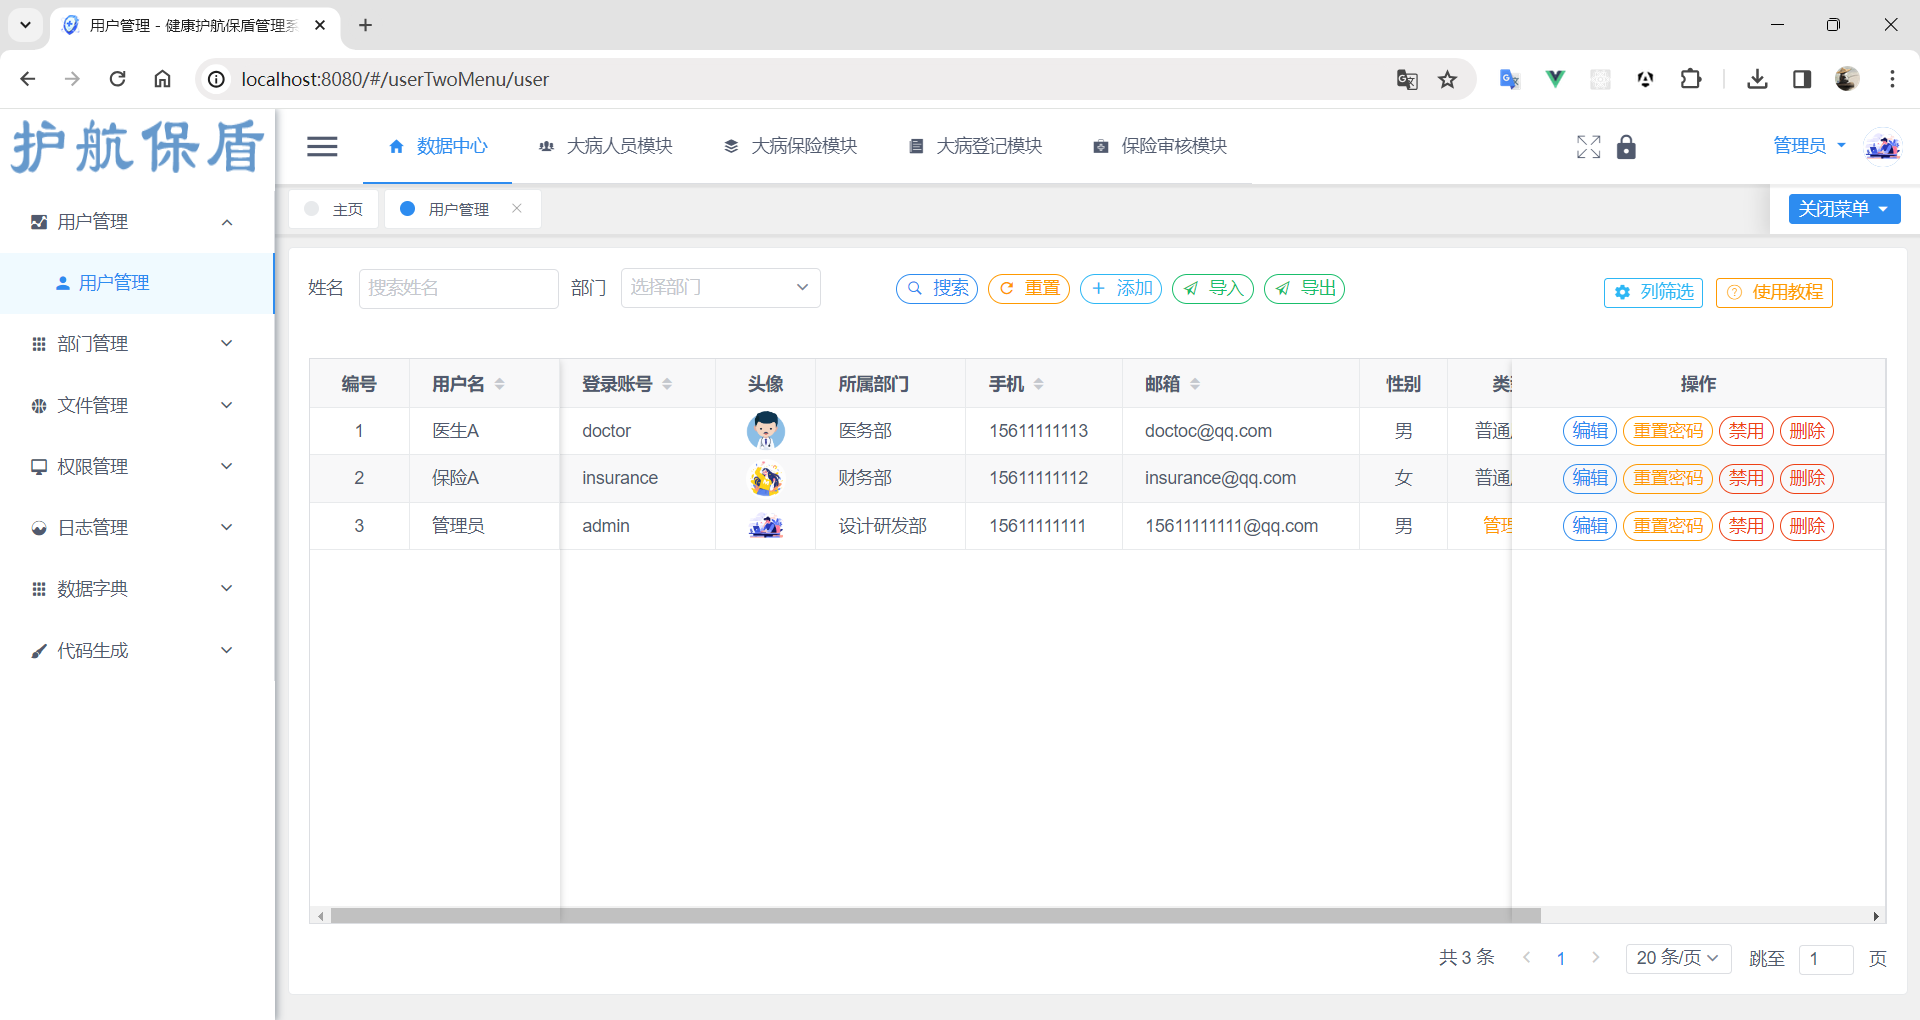 用户管理 - 健康护航保盾管理系
localhost:8080/#/userTwoMenu/user
护航保盾
数据中心 大病人员模块 大病保险模块 大病登记模块 保险审核模块 管理员
主页 用户管理 关闭菜单
用户管理
用户管理
部门管理
文件管理
权限管理
日志管理
数据字典
代码生成
姓名 搜索姓名 部门 选择部门 搜索 重置 添加 导入 导出 列筛选 使用教程
编号 用户名 登录账号 头像 所属部门 手机 邮箱 性别 类 操作
1 医生A doctor 医务部 15611111113 doctoc@qq.com 男 普通 编辑 重置密码 禁用 删除
2 保险A insurance 财务部 15611111112 insurance@qq.com 女 普通 编辑 重置密码 禁用 删除
3 管理员 admin 设计研发部 15611111111 15611111111@qq.com 男 管理 编辑 重置密码 禁用 删除
共 3 条 1 20 条/页 跳至 1 页